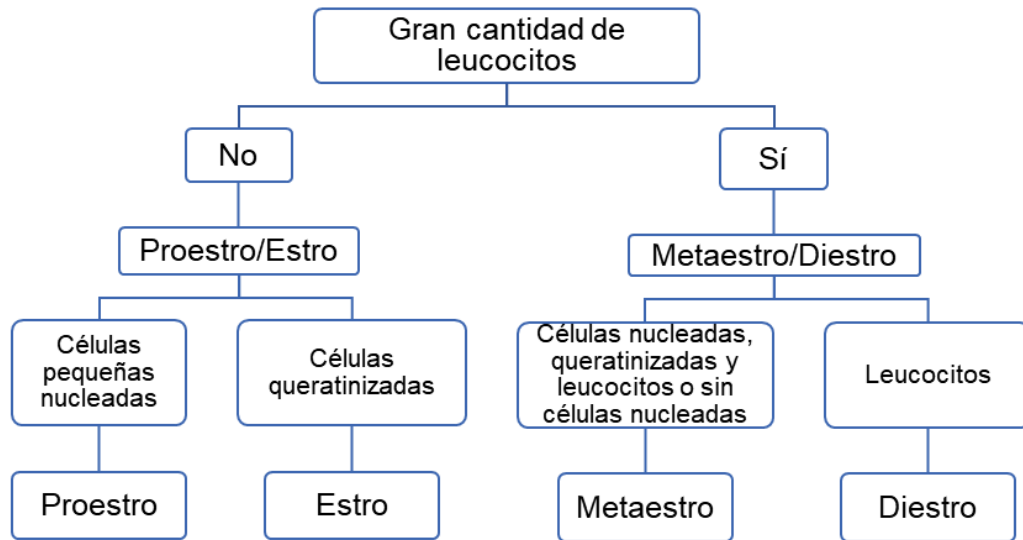 Gran cantidad de
leucocitos
No
Sí
Proestro/Estro
Metaestro/Diestro
Células
pequeñas
nucleadas
Células
queratinizadas
Células nucleadas,
queratinizadas y
leucocitos o sin
células nucleadas
Leucocitos
Proestro
Estro
Metaestro
Diestro